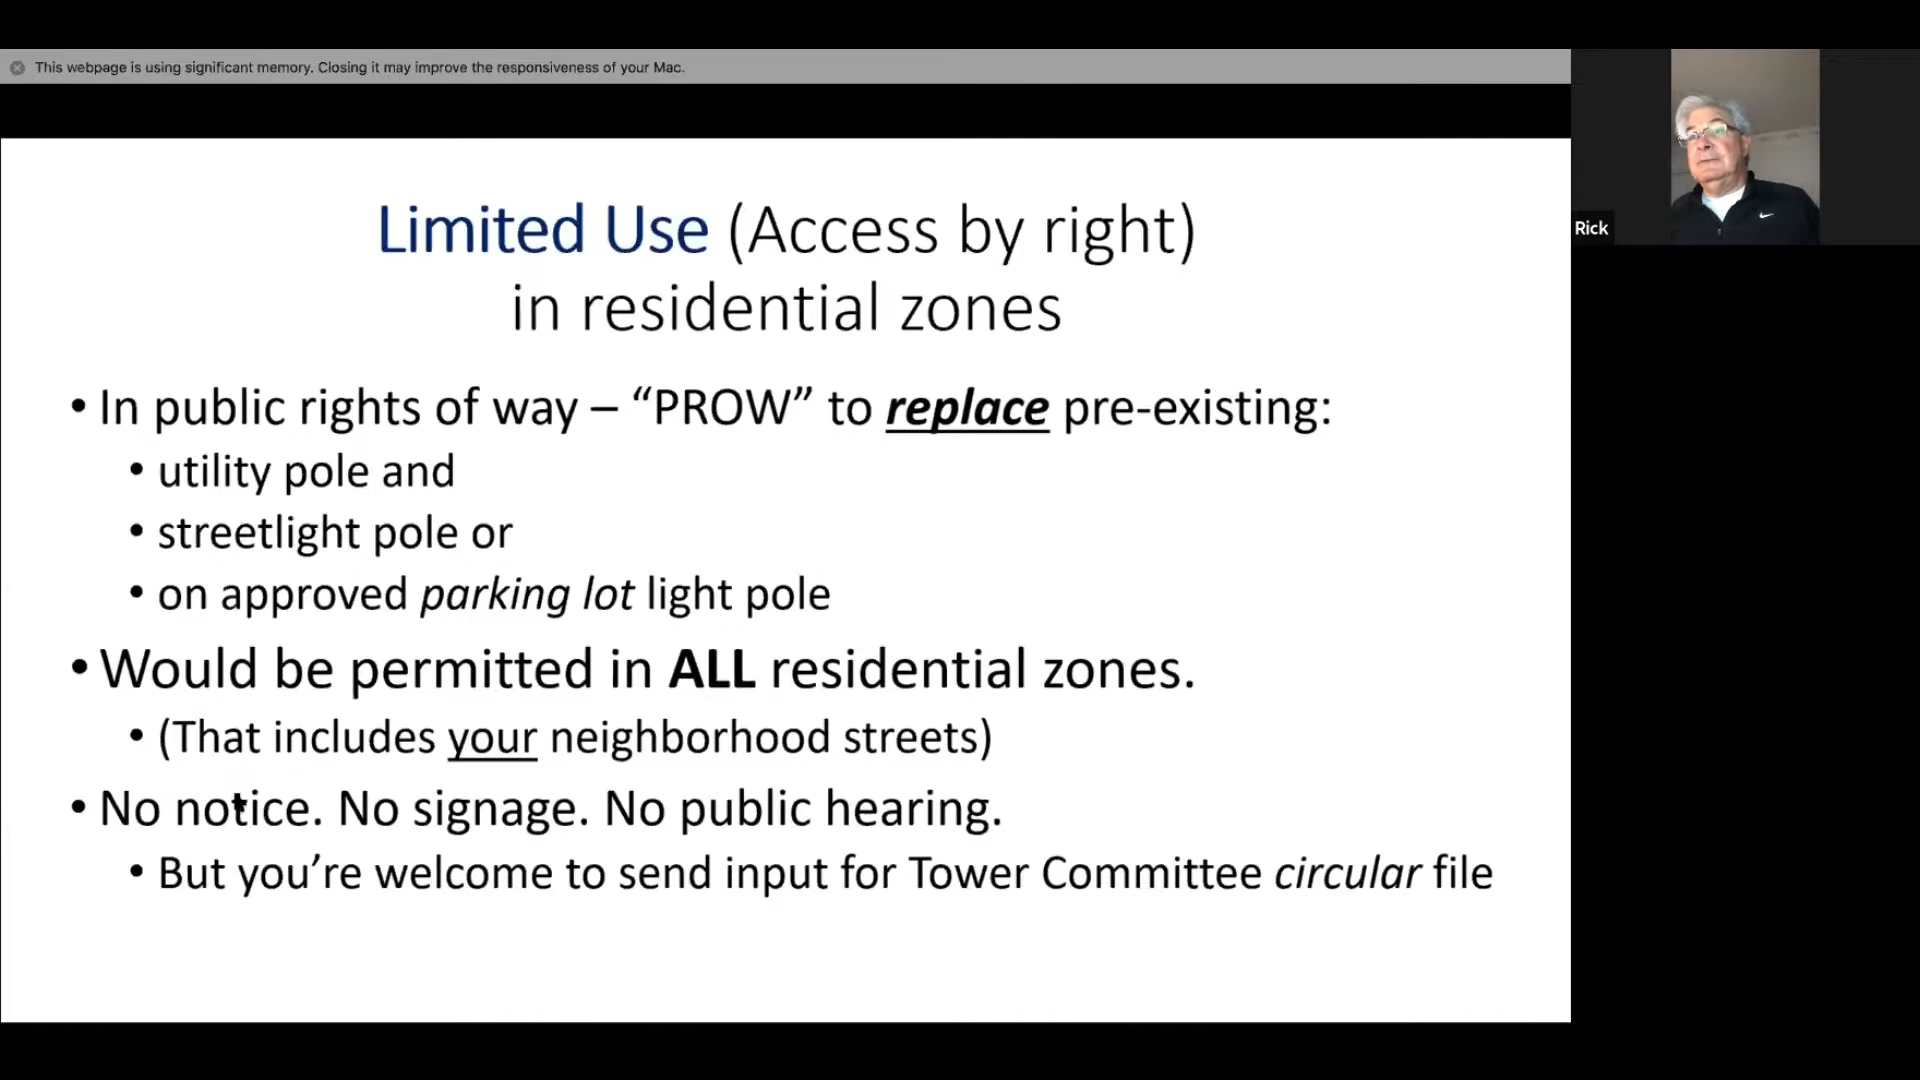 This webpage is using significant memory. Closing it may improve the responsiveness of your Mac.
Limited Use (Access by right)
in residential zones
• In public rights of way – “PROW” to replace pre-existing:
• utility pole and
• streetlight pole or
• on approved parking lot light pole
• Would be permitted in ALL residential zones.
• (That includes your neighborhood streets)
• No notice. No signage. No public hearing.
• But you’re welcome to send input for Tower Committee circular file
Rick